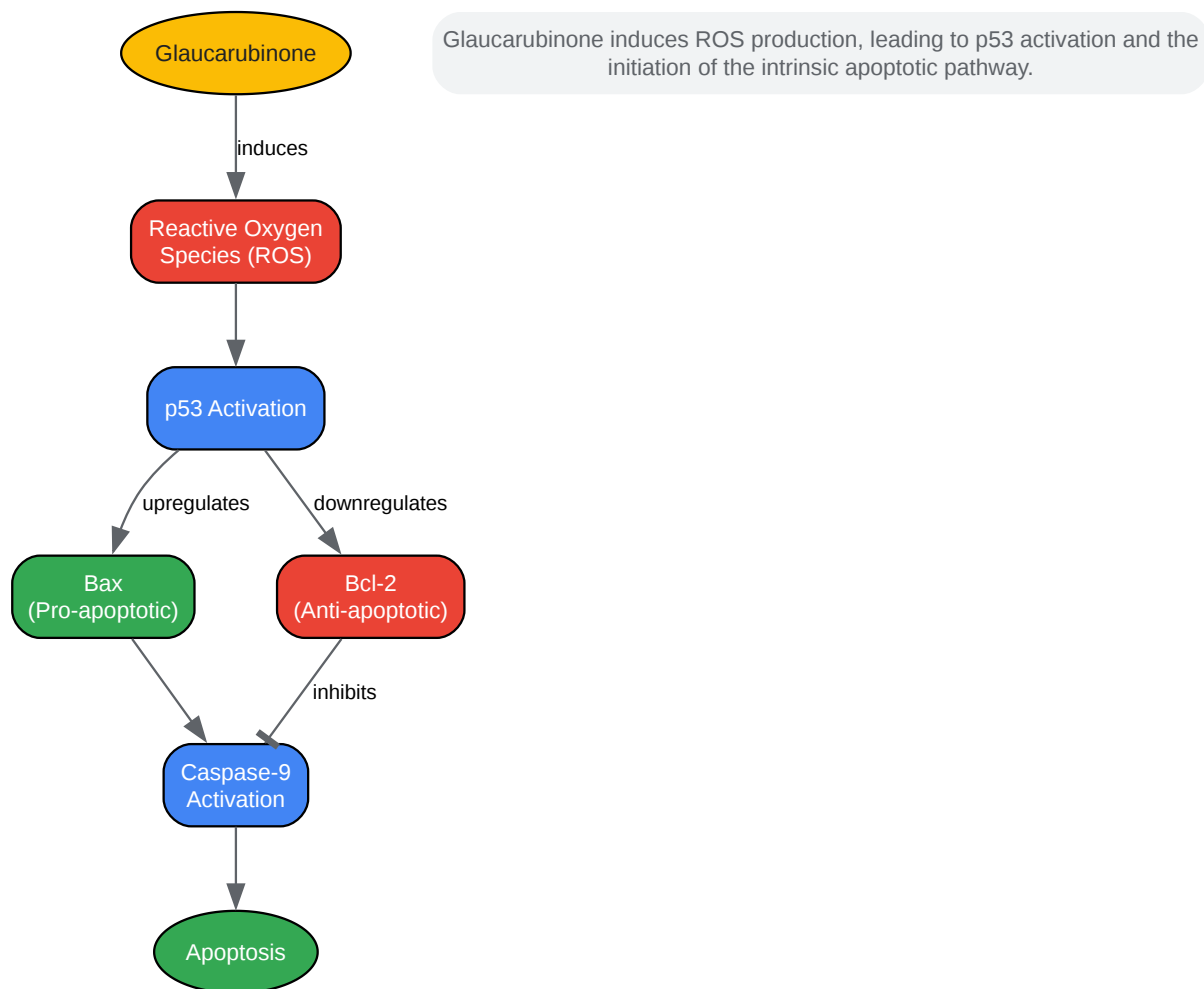 Glaucarubinone
Glaucarubinone induces ROS production, leading to p53 activation and the
initiation of the intrinsic apoptotic pathway.
induces
Reactive Oxygen
Species (ROS)
p53 Activation
upregulates
downregulates
Bax
(Pro-apoptotic)
Bcl-2
(Anti-apoptotic)
inhibits
Caspase-9
Activation
Apoptosis